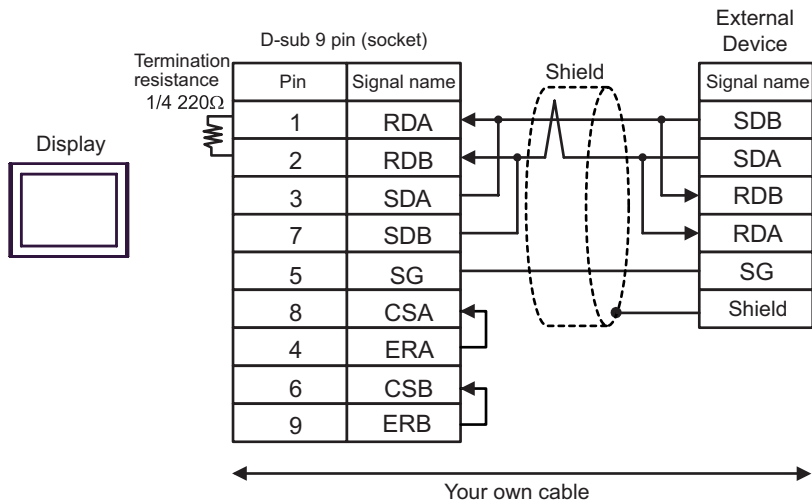 D-sub 9 pin (socket)
External
Device
Termination
resistance
1/4 220Ω
Display
Pin Signal name
1 RDA
2 RDB
3 SDA
7 SDB
5 SG
8 CSA
4 ERA
6 CSB
9 ERB
Shield
Signal name
SDB
SDA
RDB
RDA
SG
Shield
Your own cable